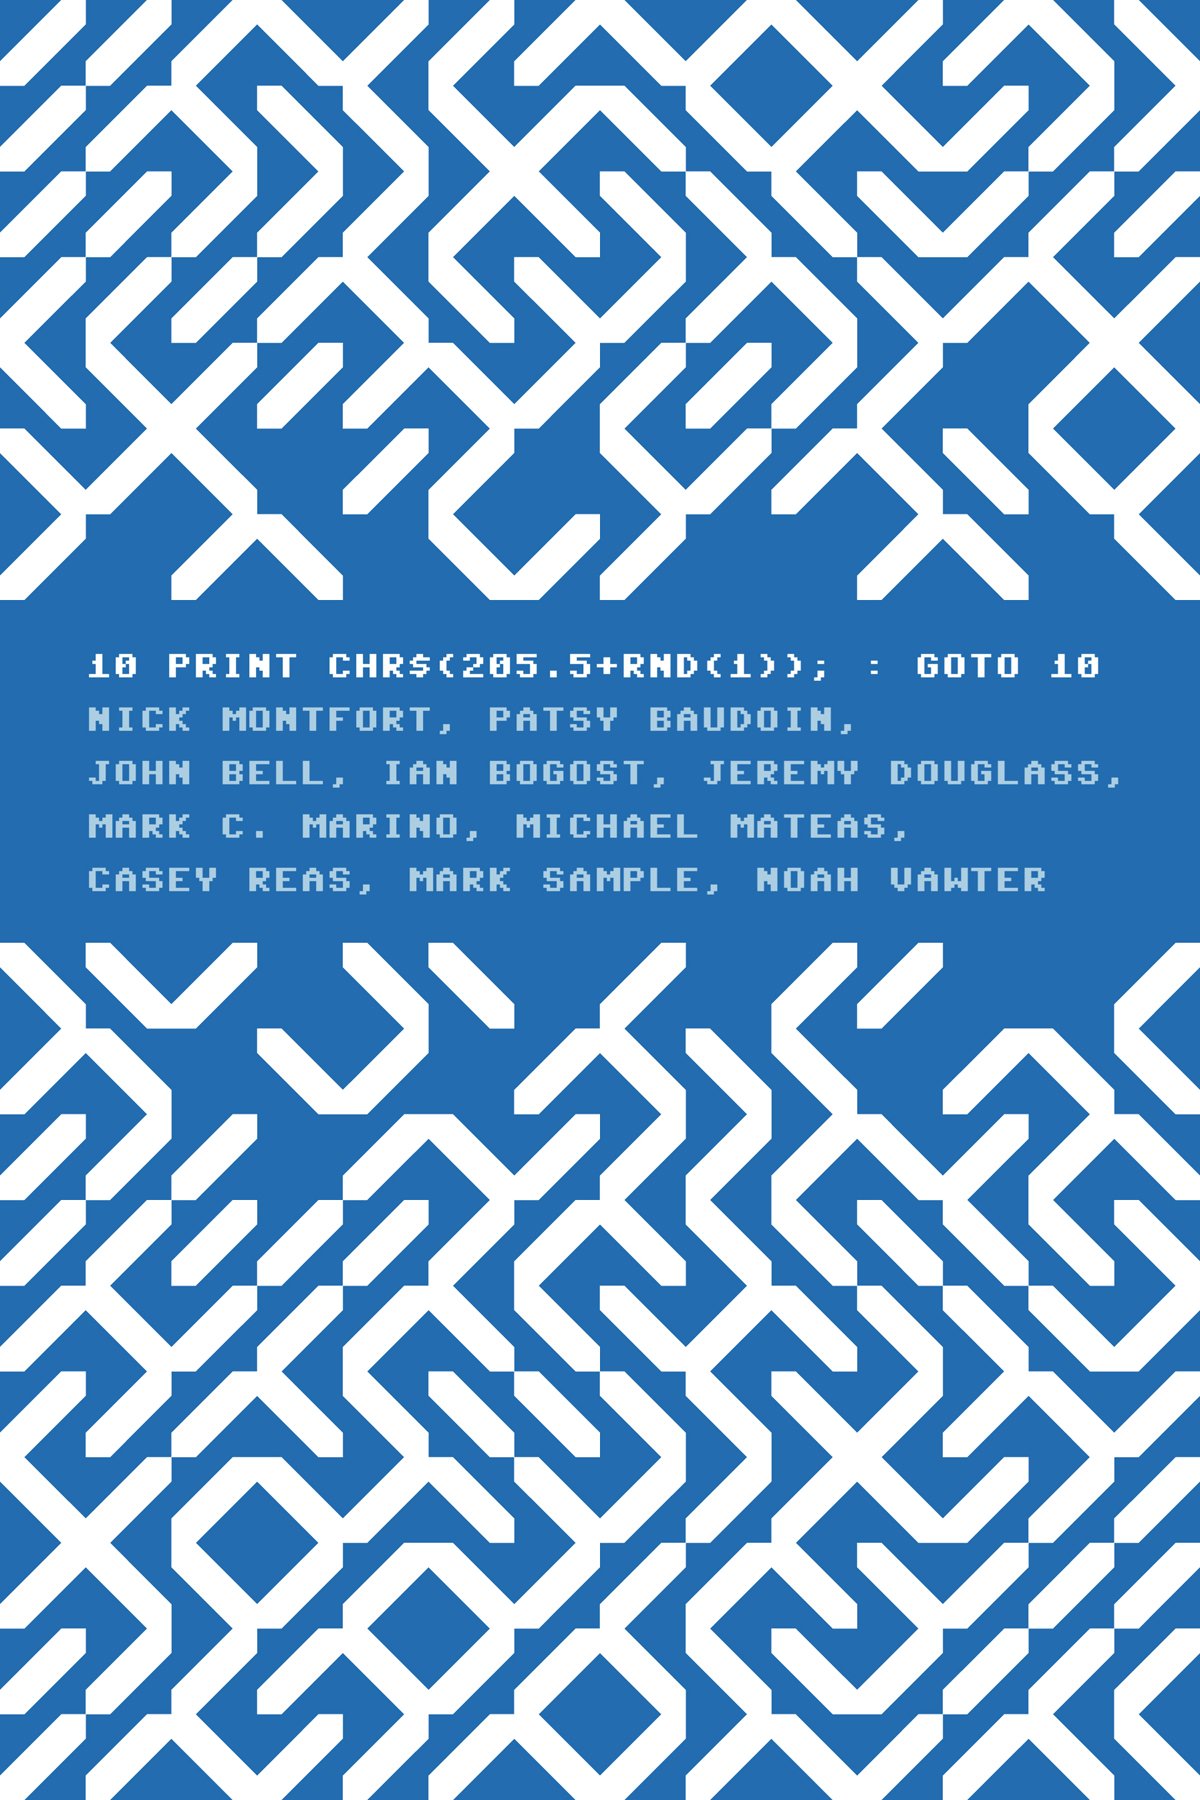 10 PRINT CHR$(205.5+RND(1)); : GOTO 10
NICK MONTFORT, PATSY BAUDOIN,
JOHN BELL, IAN BOGOST, JEREMY DOUGLASS,
MARK C. MARINO, MICHAEL MATEAS,
CASEY REAS, MARK SAMPLE, NOAH VAWTER